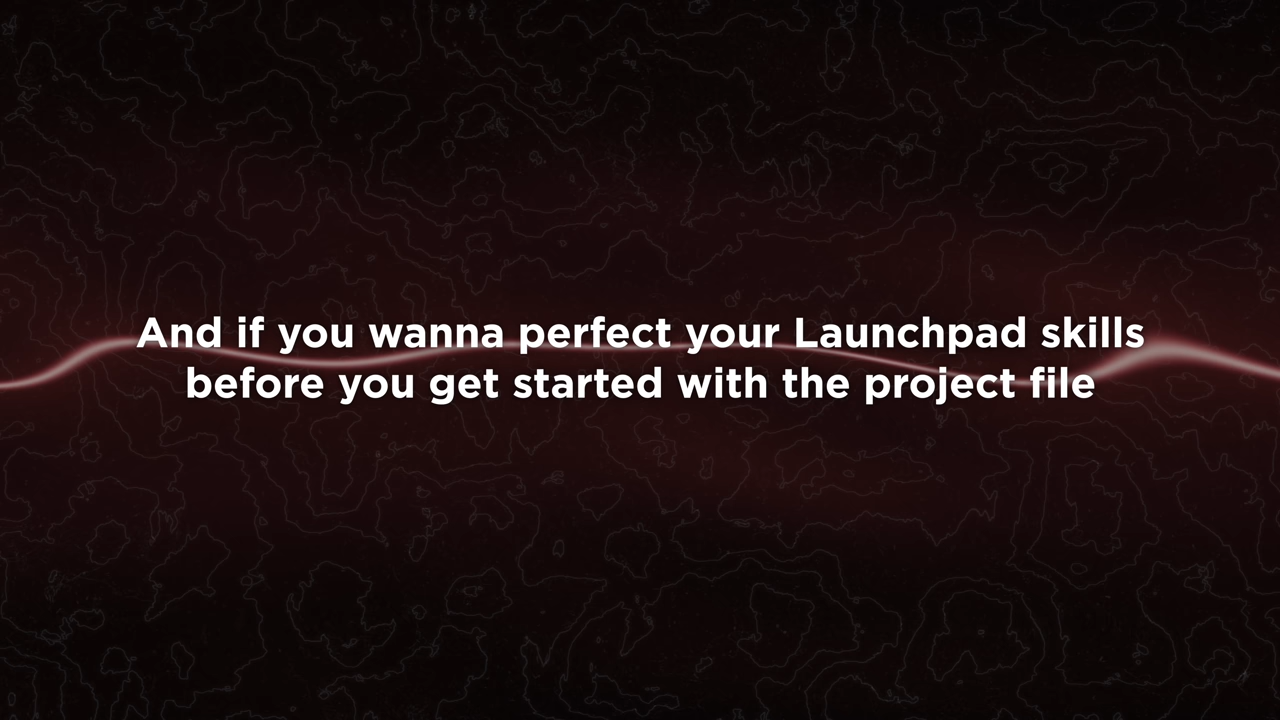 And if you wanna perfect your Launchpad skills
before you get started with the project file